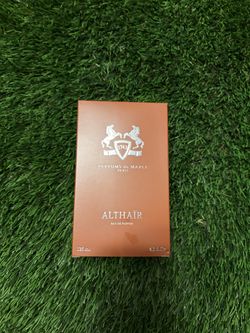 PARFUMS de MARLY
PARIS
ALTHAÏR
EAU DE PARFUM